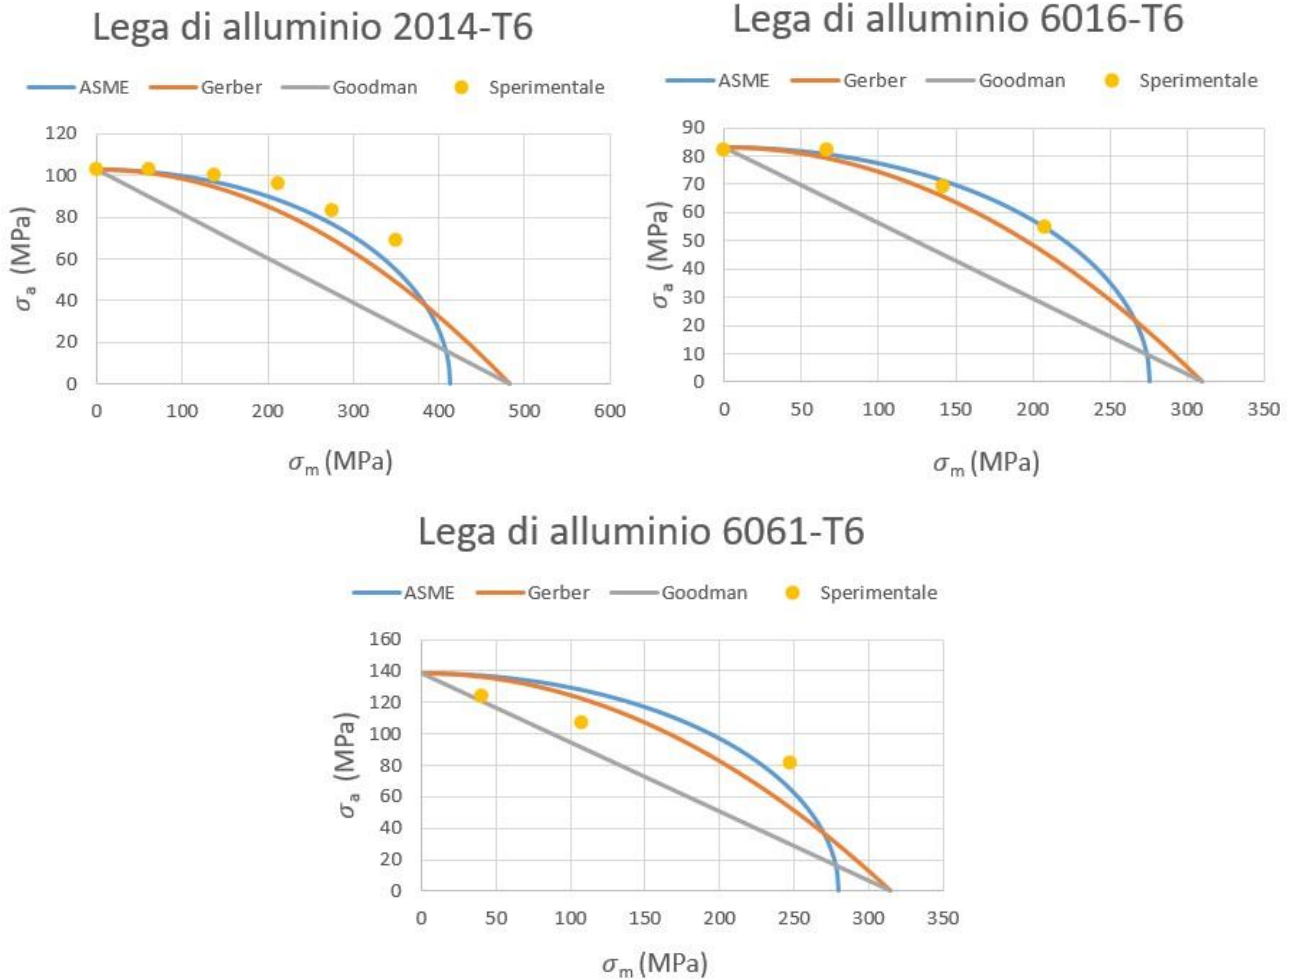 Lega di alluminio 2014-T6
ASME Gerber Goodman Sperimentale
120
100
80
60
40
20
0
σa (MPa)
0 100 200 300 400 500 600
σm (MPa)
Lega di alluminio 6016-T6
ASME Gerber Goodman Sperimentale
90
80
70
60
50
40
30
20
10
0
σa (MPa)
0 50 100 150 200 250 300 350
σm (MPa)
Lega di alluminio 6061-T6
ASME Gerber Goodman Sperimentale
160
140
120
100
80
60
40
20
0
σa (MPa)
0 50 100 150 200 250 300 350
σm (MPa)